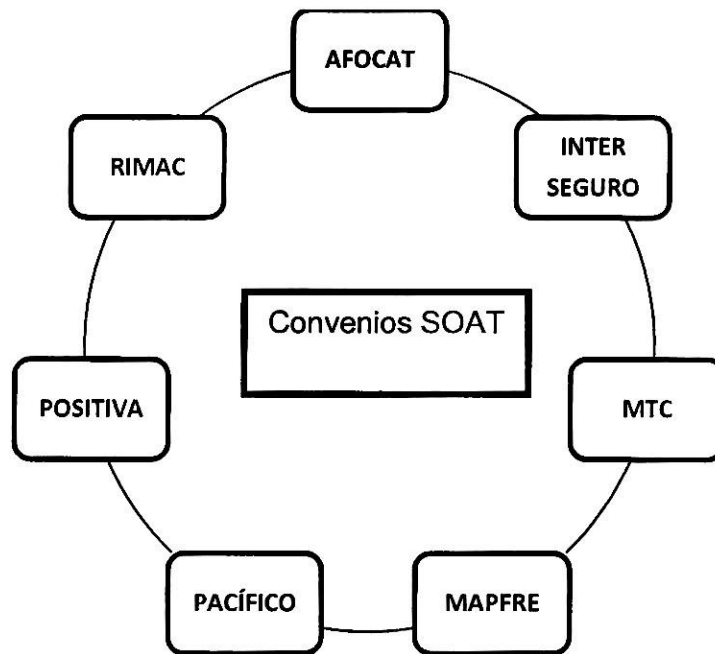 AFOCAT
RIMAC
INTER
SEGURO
Convenios SOAT
POSITIVA
MTC
PACÍFICO
MAPFRE